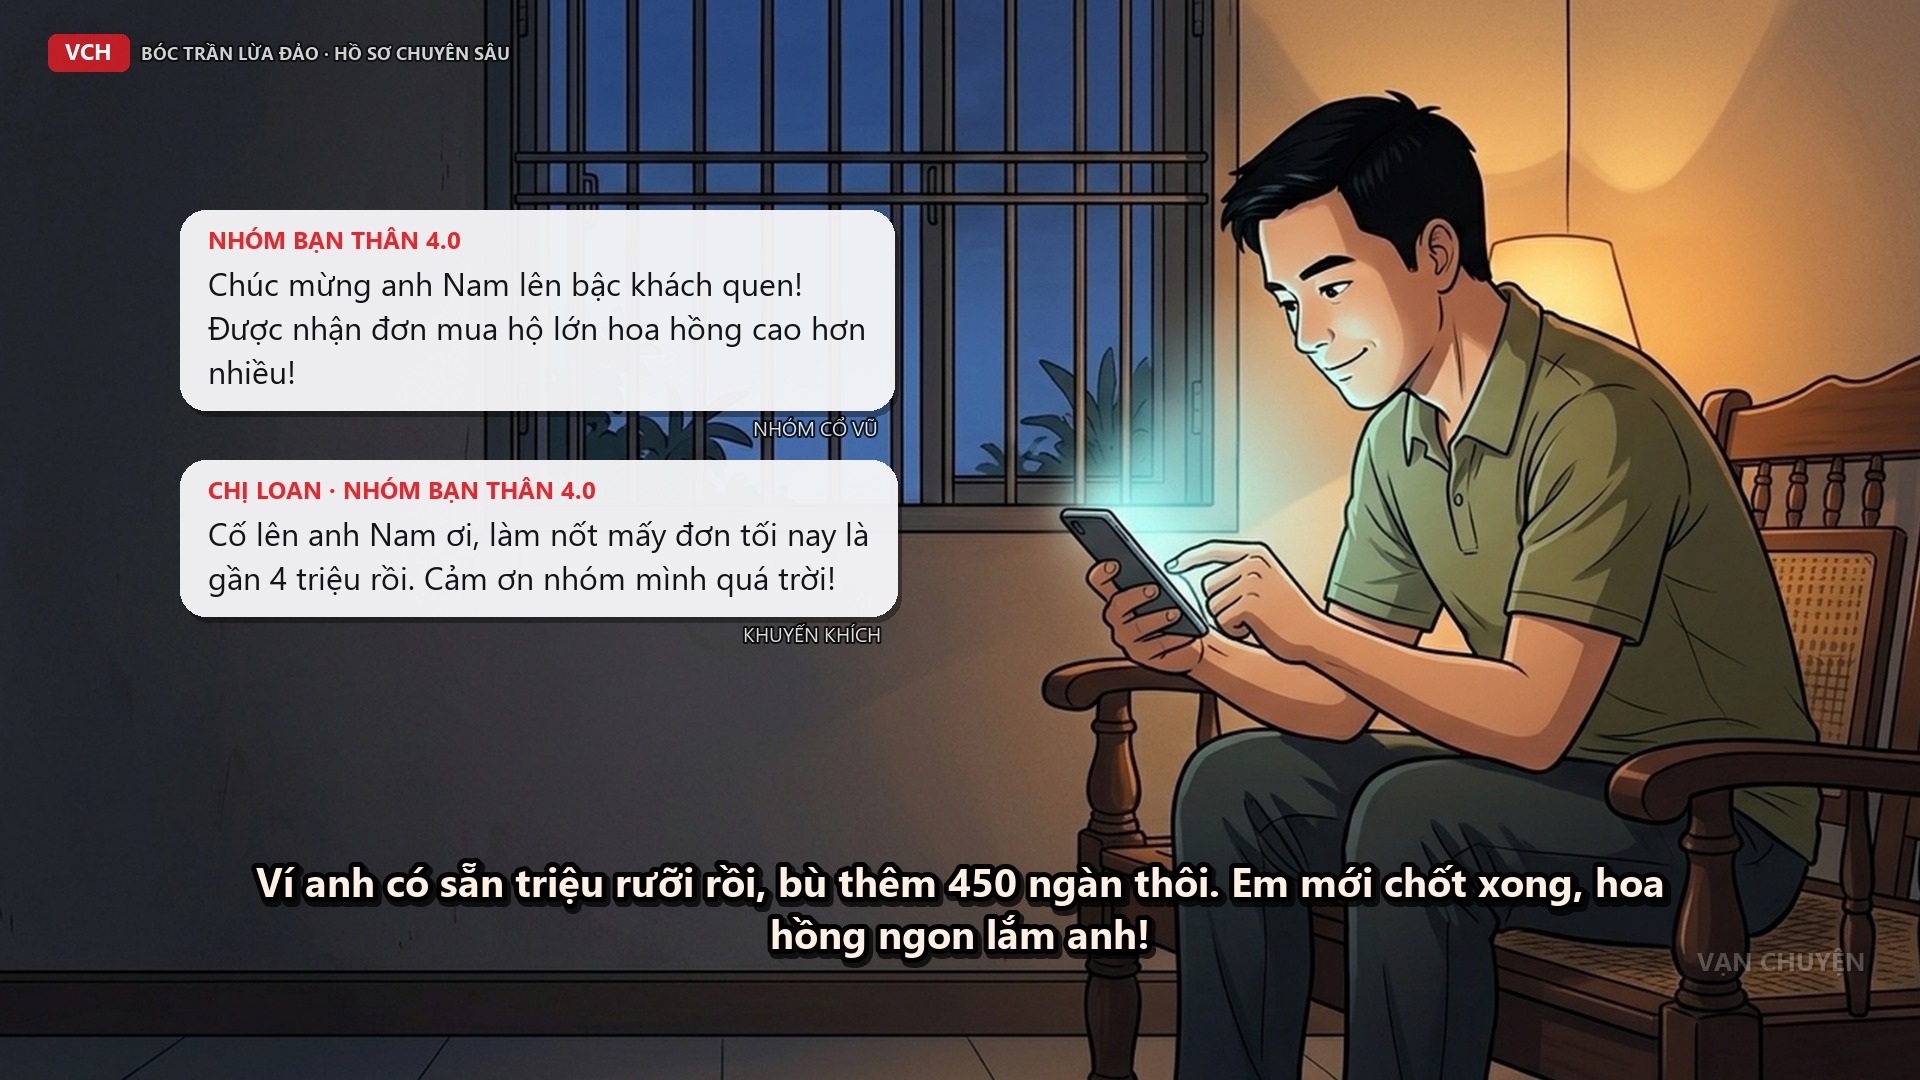 VCH BÓC TRẦN LỪA ĐẢO · HỒ SƠ CHUYÊN SÂU
NHÓM BẠN THÂN 4.0
Chúc mừng anh Nam lên bậc khách quen!
Được nhận đơn mua hộ lớn hoa hồng cao hơn
nhiều!
NHÓM CỔ VŨ
CHỊ LOAN · NHÓM BẠN THÂN 4.0
Cố lên anh Nam ơi, làm nốt mấy đơn tối nay là
gần 4 triệu rồi. Cảm ơn nhóm mình quá trời!
KHUYẾN KHÍCH
Ví anh có sẵn triệu rưỡi rồi, bù thêm 450 ngàn thôi. Em mới chốt xong, hoa
hồng ngon lắm anh!
VẠN CHUYỆN